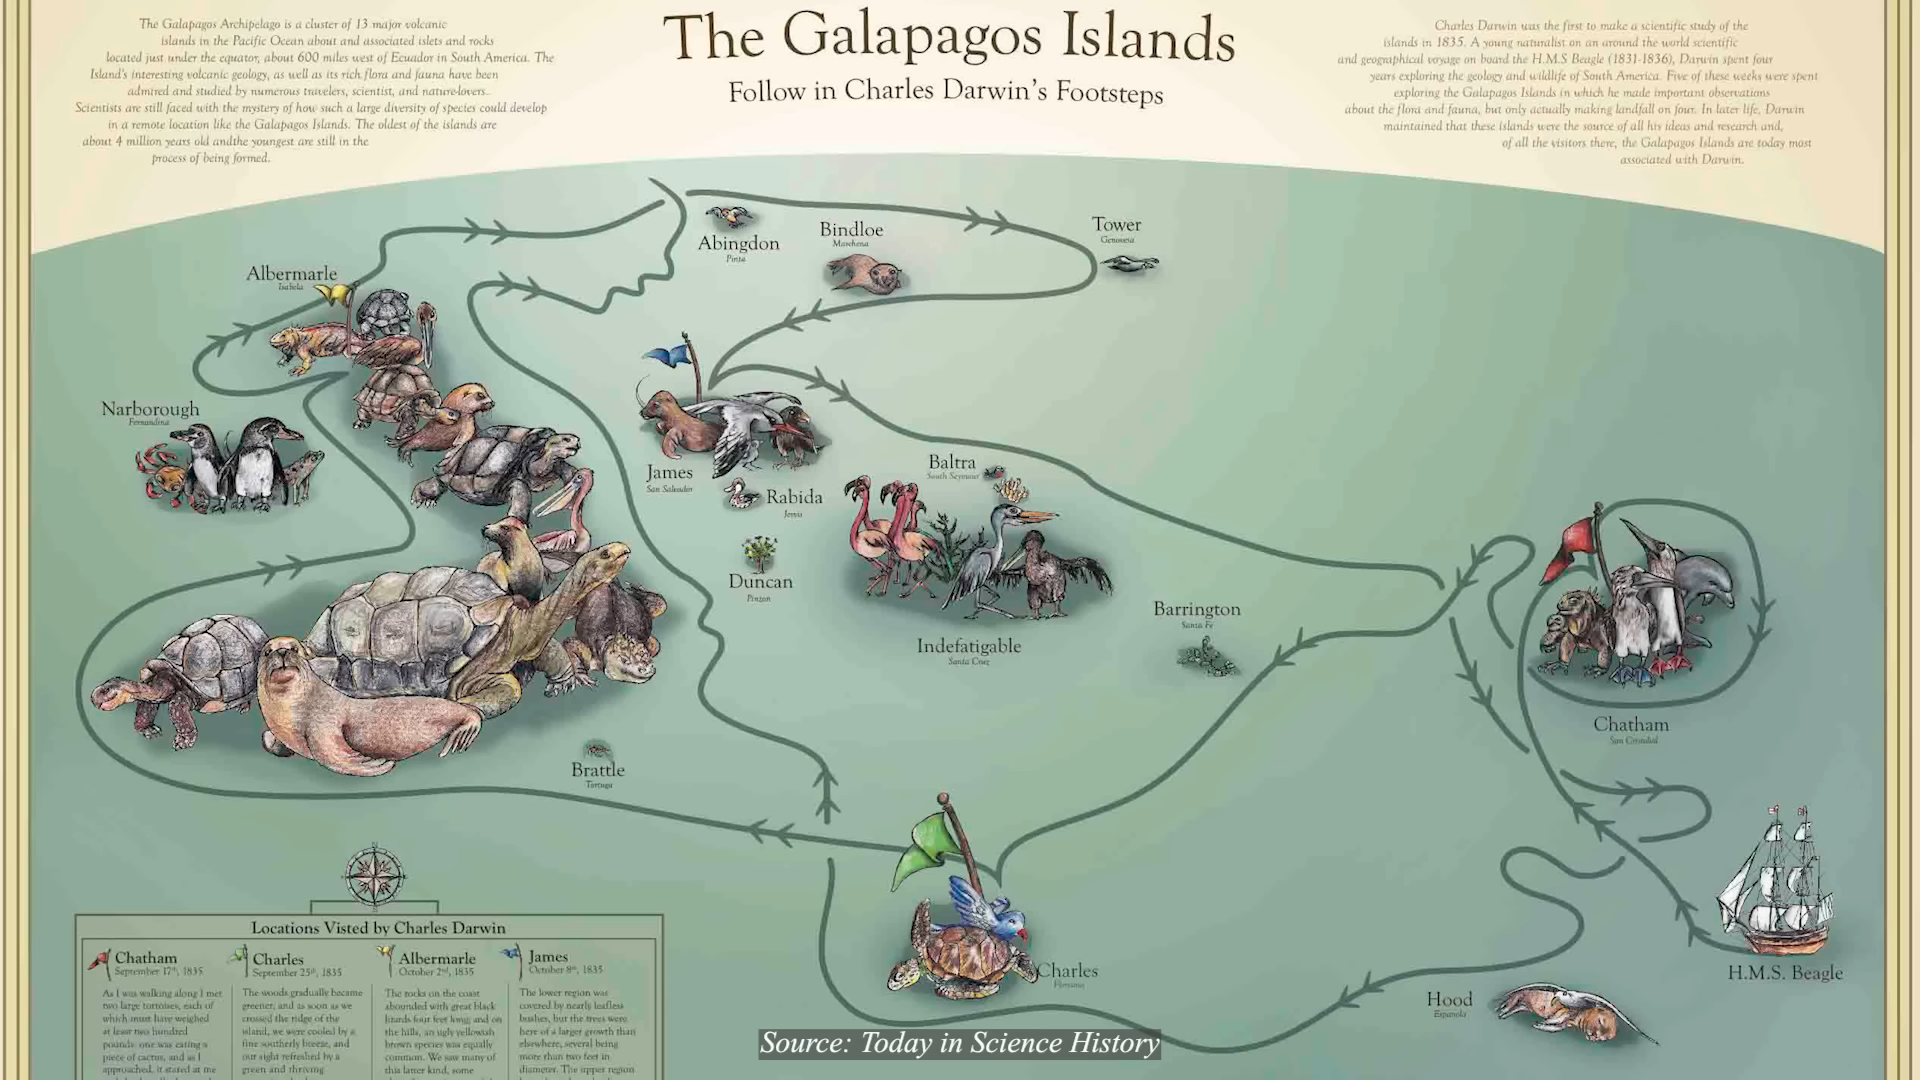 The Galapagos Islands
Follow in Charles Darwin's Footsteps
The Galapagos Archipelago is a cluster of 13 major volcanic
islands in the Pacific Ocean about and associated islets and rocks
located just under the equator, about 600 miles west of Ecuador in South America. The
Island's interesting volcanic geology, as well as its rich flora and fauna have been
admired and studied by numerous travelers, scientist, and nature-lovers.
Scientists are still faced with the mystery of how such a large diversity of species could develop
in a remote location like the Galapagos Islands. The oldest of the islands are
about 4 million years old andthe youngest are still in the
process of being formed.
Charles Darwin was the first to make a scientific study of the
islands in 1835. A young naturalist on an around the world scientific
and geographical voyage on board the H.M.S Beagle (1831-1836), Darwin spent four
years exploring the geology and wildlife of South America. Five of these weeks were spent
exploring the Galapagos Islands in which he made important observations
about the flora and fauna, but only actually making landfall on four. In later life, Darwin
maintained that these islands were the source of all his ideas and research and,
of all the visitors there, the Galapagos Islands are today most
associated with Darwin.
Abingdon
Pinta
Bindloe
Marchena
Tower
Genovesa
Albermarle
Isabela
Narborough
Fernandina
James
San Salvador
Rabida
Jervis
Baltra
South Seymour
Duncan
Pinzon
Indefatigable
Santa Cruz
Barrington
Santa Fe
Chatham
San Cristobal
Brattle
Tortuga
Charles
Floreana
Hood
Espanola
H.M.S. Beagle
Locations Visted by Charles Darwin
Chatham
September 17th, 1835
As I was walking along I met
two large tortoises, each of
which must have weighed
at least two hundred
pounds: one was eating a
piece of cactus, and as I
approached, it stared at me
Charles
September 25th, 1835
The woods gradually became
greener, and as soon as we
crossed the ridge of the
island, we were cooled by a
fine southerly breeze, and
our sight refreshed by a
green and thriving
Albermarle
October 2nd, 1835
The rocks on the coast
abounded with great black
lizards four feet long; and on
the hills, an ugly yellowish
brown species was equally
common. We saw many of
this latter kind, some
James
October 8th, 1835
The lower region was
covered by nearly leafless
bushes, but the trees were
here of a larger growth than
elsewhere, several being
more than two feet in
diameter. The upper region
Source: Today in Science History